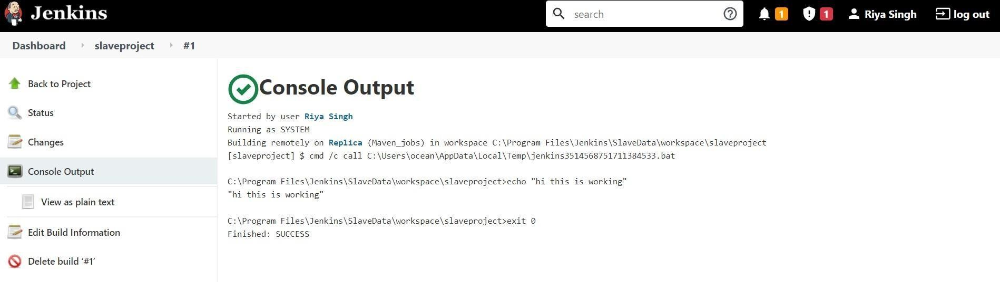 Jenkins
search
1
1
Riya Singh
log out
Dashboard
slaveproject
#1
Back to Project
Status
Changes
Console Output
View as plain text
Edit Build Information
Delete build ‘#1’
Console Output
Started by user Riya Singh
Running as SYSTEM
Building remotely on Replica (Maven_jobs) in workspace C:\Program Files\Jenkins\SlaveData\workspace\slaveproject
[slaveproject] $ cmd /c call C:\Users\ocean\AppData\Local\Temp\jenkins3514568751711384533.bat
C:\Program Files\Jenkins\SlaveData\workspace\slaveproject>echo "hi this is working"
"hi this is working"
C:\Program Files\Jenkins\SlaveData\workspace\slaveproject>exit 0
Finished: SUCCESS